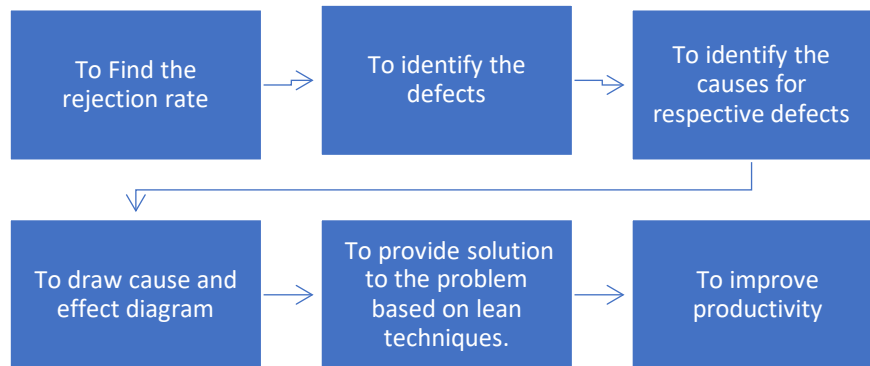 To Find the
rejection rate
To identify the
defects
To identify the
causes for
respective defects
To draw cause and
effect diagram
To provide solution
to the problem
based on lean
techniques.
To improve
productivity